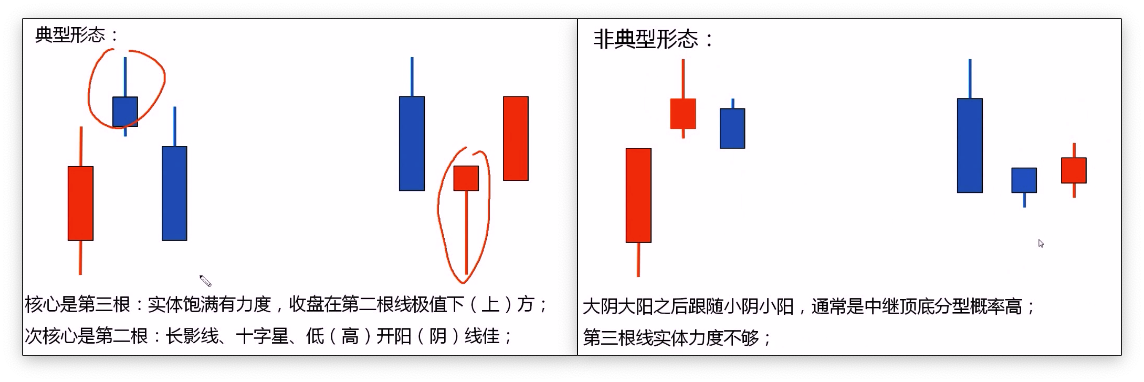 典型形态：
核心是第三根：实体饱满有力度，收盘在第二根线极值下（上）方；
次核心是第二根：长影线、十字星、低（高）开阳（阴）线佳；
非典型形态：
大阴大阳之后跟随小阴小阳，通常是中继顶底分型概率高；
第三根线实体力度不够；